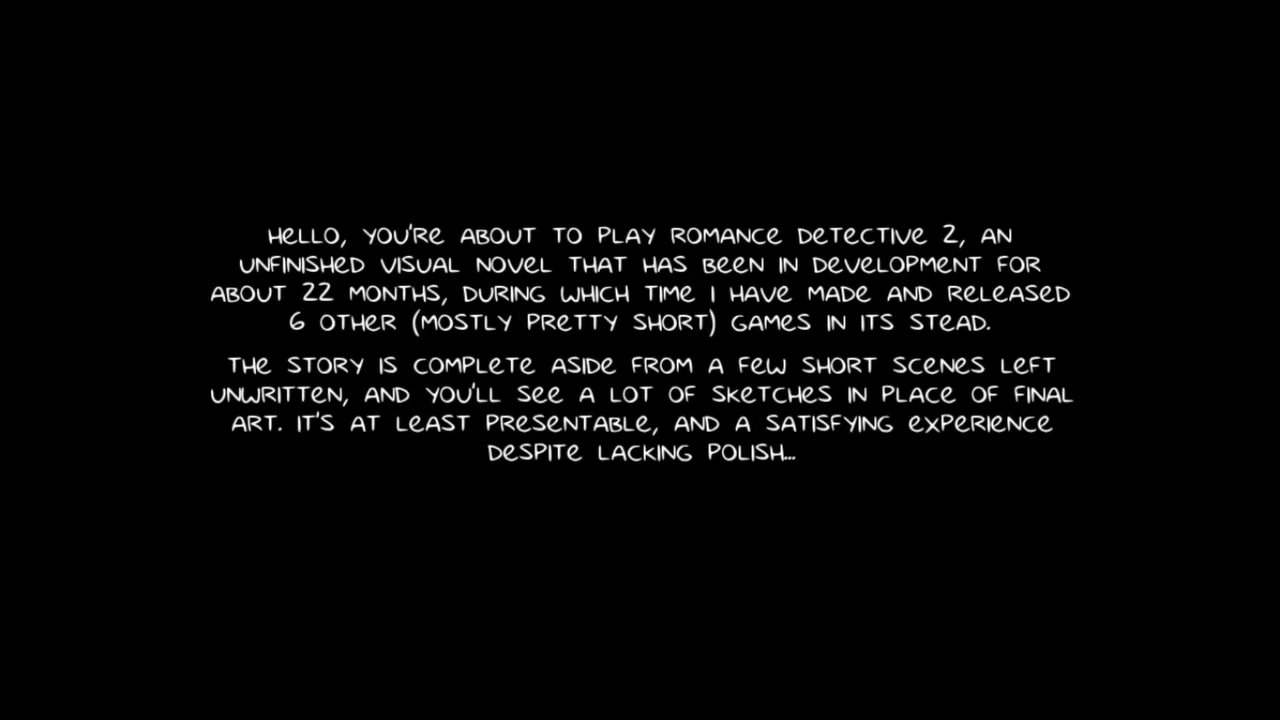 HELLO, YOU'RE ABOUT TO PLAY ROMANCE DETECTIVE 2, AN
UNFINISHED VISUAL NOVEL THAT HAS BEEN IN DEVELOPMENT FOR
ABOUT 22 MONTHS, DURING WHICH TIME I HAVE MADE AND RELEASED
6 OTHER (MOSTLY PRETTY SHORT) GAMES IN ITS STEAD.
THE STORY IS COMPLETE ASIDE FROM A FEW SHORT SCENES LEFT
UNWRITTEN, AND YOU'LL SEE A LOT OF SKETCHES IN PLACE OF FINAL
ART. IT'S AT LEAST PRESENTABLE, AND A SATISFYING EXPERIENCE
DESPITE LACKING POLISH...